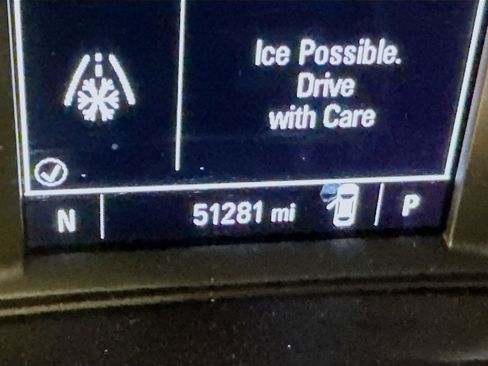 Ice Possible.
Drive
with Care
N 51281 mi P